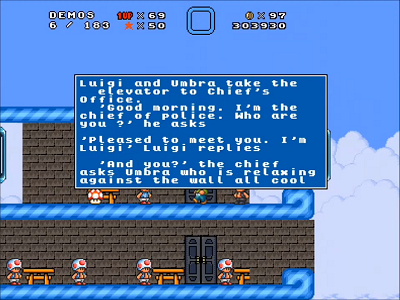 DEMOS 1UP×69 ×97
6 / 183 ★×50 303930
Luigi and Umbra take the
elevator to Chief's
Office.
'Good morning. I'm the
chief of police. Who are
you ?' he asks
'Pleased to meet you. I'm
Luigi' Luigi replies
'And you?' the chief
asks Umbra who is relaxing
against the wall all cool